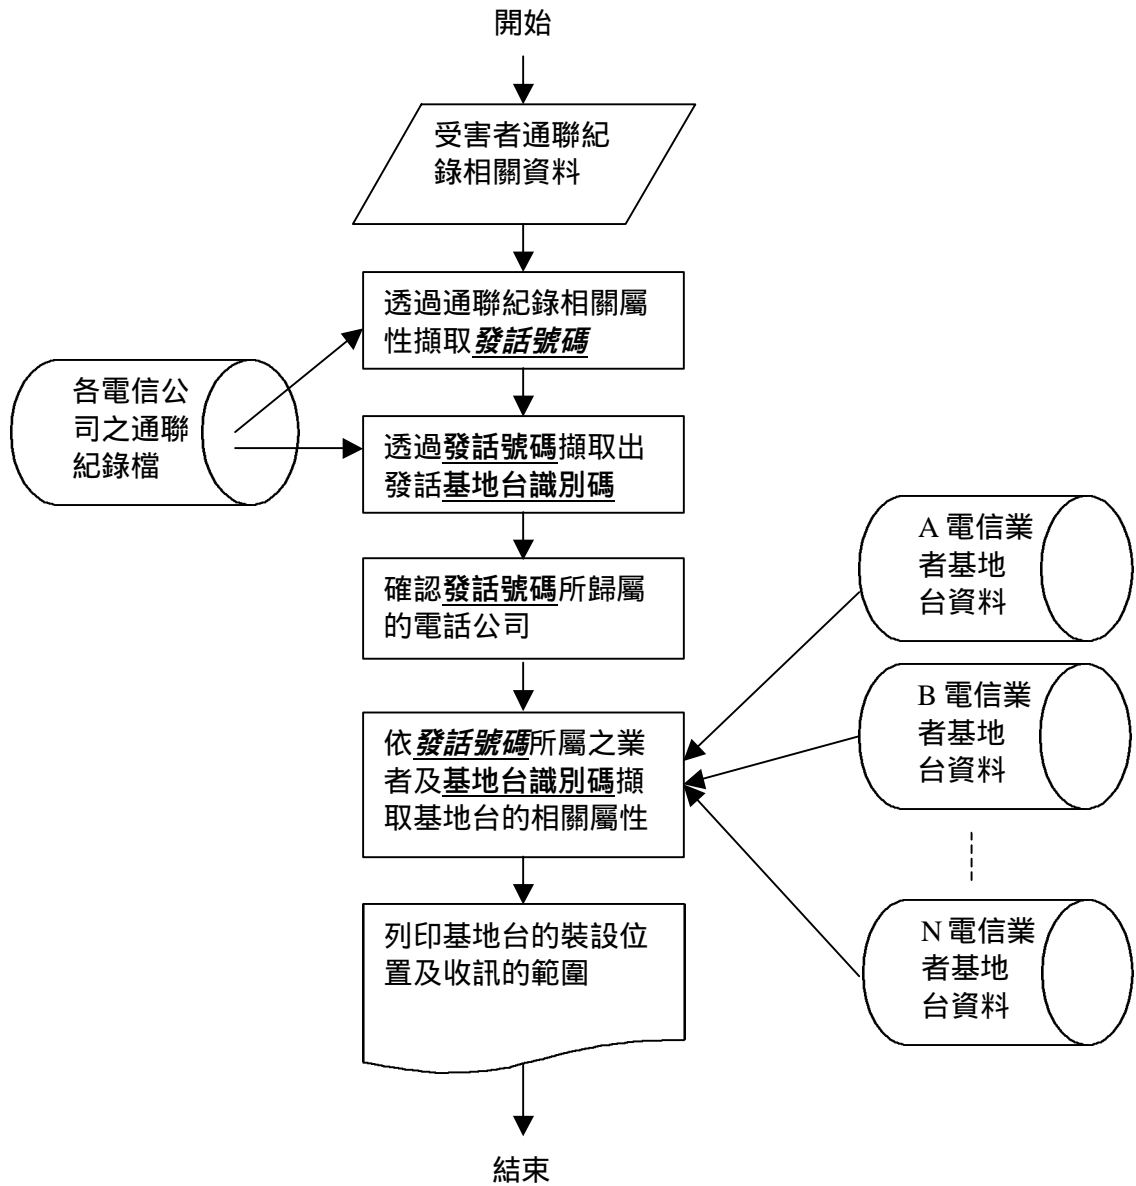 開始
受害者通聯紀
錄相關資料
透過通聯紀錄相關屬
性擷取發話號碼
各電信公
司之通聯
紀錄檔
透過發話號碼擷取出
發話基地台識別碼
確認發話號碼所歸屬
的電話公司
A 電信業
者基地
台資料
B 電信業
者基地
台資料
依發話號碼所屬之業
者及基地台識別碼擷
取基地台的相關屬性
N 電信業
者基地
台資料
列印基地台的裝設位
置及收訊的範圍
結束